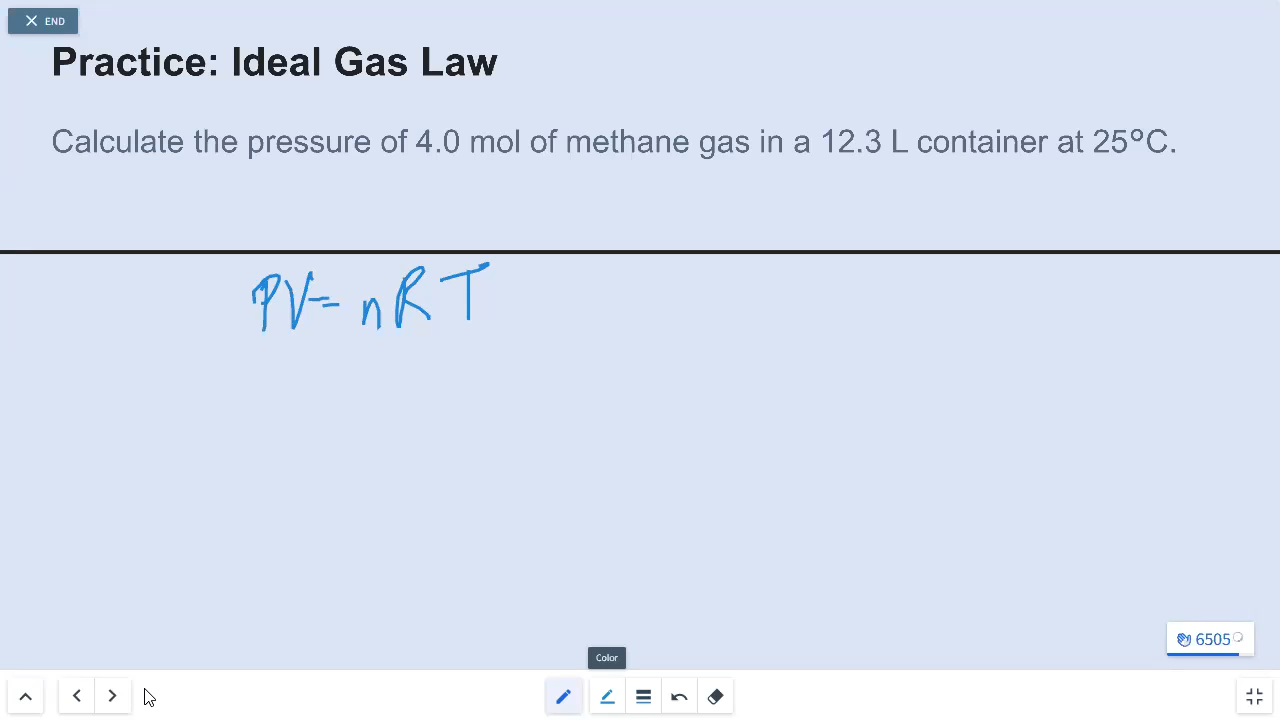 END
Practice: Ideal Gas Law
Calculate the pressure of 4.0 mol of methane gas in a 12.3 L container at 25ºC.
PV= nRT
6505
Color